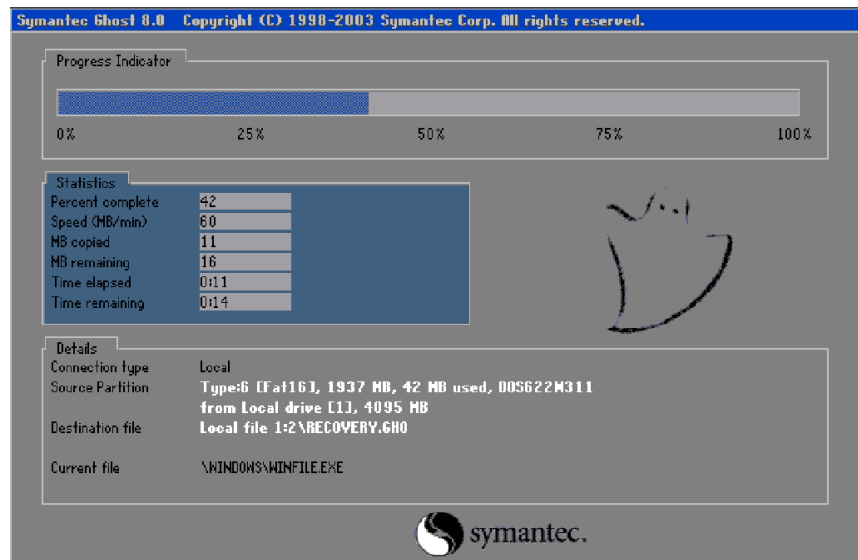 Symantec Ghost 8.0 Copyright (C) 1998-2003 Symantec Corp. All rights reserved.
Progress Indicator
0% 25% 50% 75% 100%
Statistics
Percent complete 42
Speed (MB/min) 60
MB copied 11
MB remaining 16
Time elapsed 0:11
Time remaining 0:14
Details
Connection type Local
Source Partition Type:6 [Fat16], 1937 MB, 42 MB used, DOS622W311
from Local drive [1], 4095 MB
Destination file Local file 1:2\RECOVERY.GHO
Current file \WINDOWS\WINFILE.EXE
symantec.